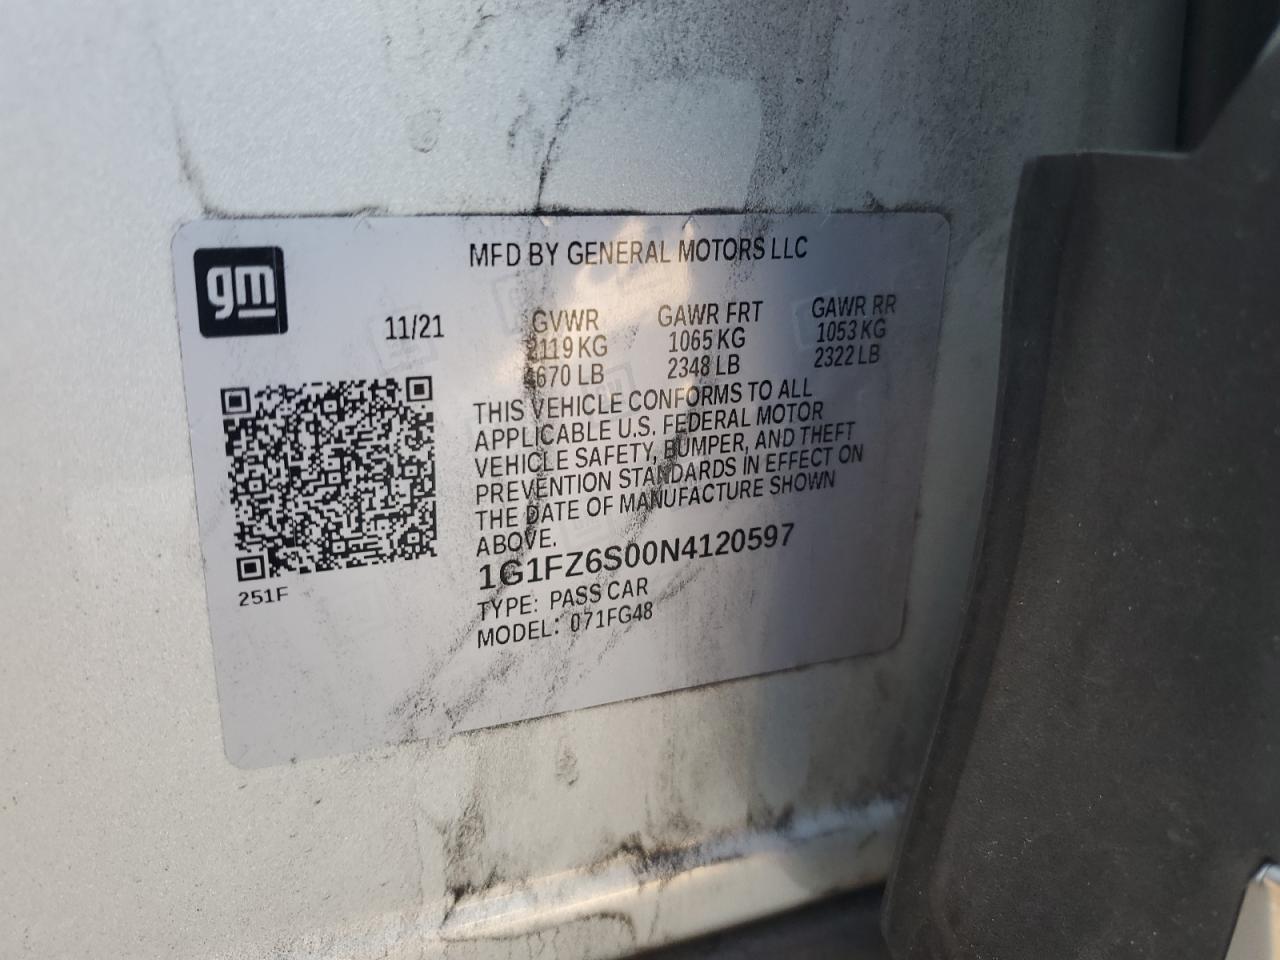 gm
MFD BY GENERAL MOTORS LLC
11/21
GVWR GAWR FRT GAWR RR
2119 KG 1065 KG 1053 KG
4670 LB 2348 LB 2322 LB
THIS VEHICLE CONFORMS TO ALL
APPLICABLE U.S. FEDERAL MOTOR
VEHICLE SAFETY, BUMPER, AND THEFT
PREVENTION STANDARDS IN EFFECT ON
THE DATE OF MANUFACTURE SHOWN
ABOVE.
1G1FZ6S00N4120597
TYPE: PASS CAR
MODEL: 071FG48
251F